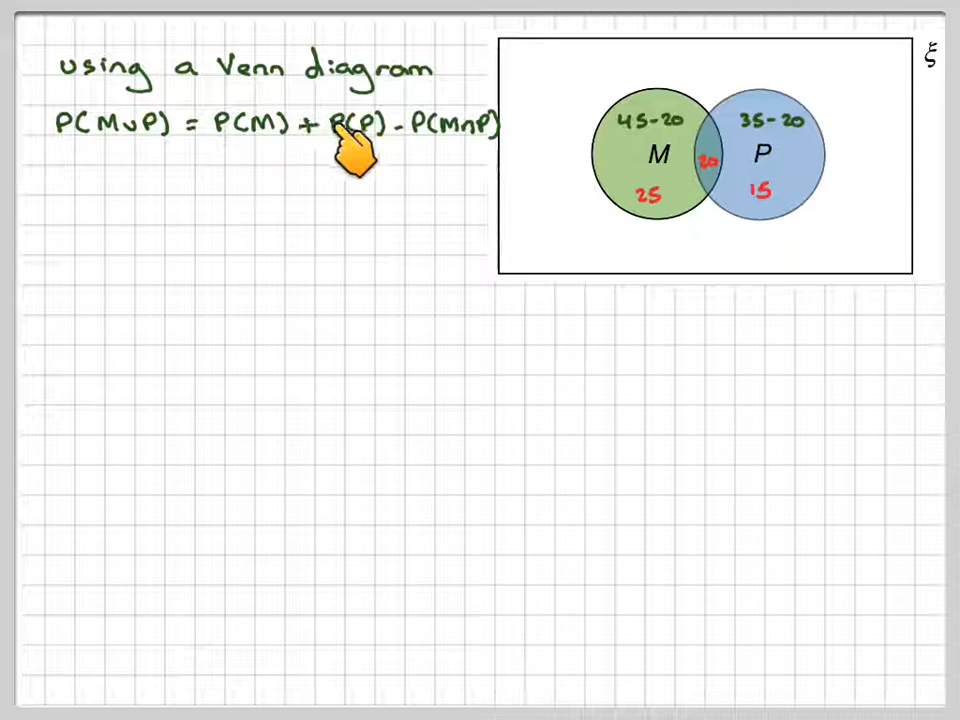 using a Venn diagram
P(M∪P) = P(M) + P(P) - P(M∩P)
ξ
45-20 35-20
M P
20
25 15